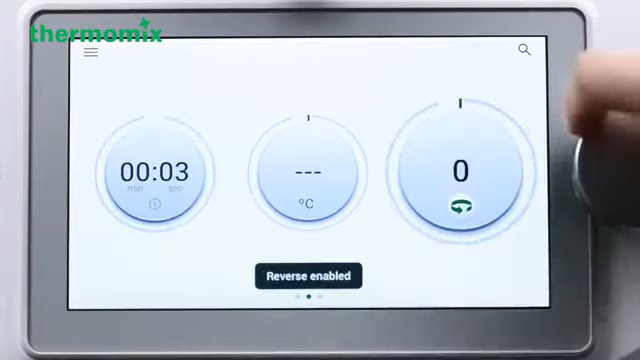 thermomix
00:03
min
sec
---
°C
0
Reverse enabled